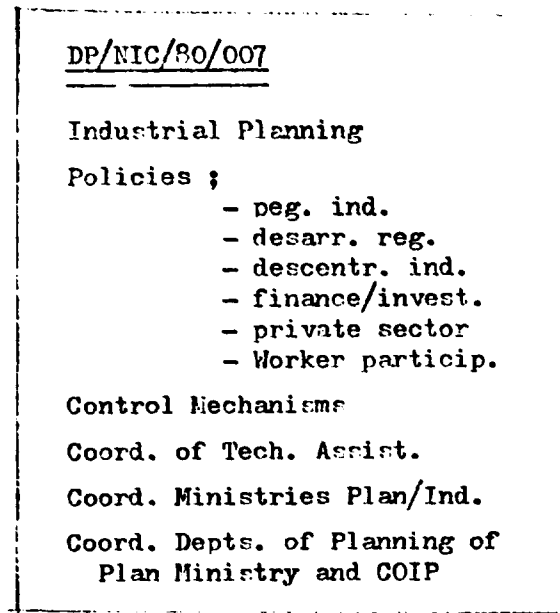 DP/NIC/80/007
Industrial Planning
Policies ;
- peg. ind.
- desarr. reg.
- descentr. ind.
- finance/invest.
- private sector
- Worker particip.
Control Mechanisms
Coord. of Tech. Assist.
Coord. Ministries Plan/Ind.
Coord. Depts. of Planning of
Plan Ministry and COIP